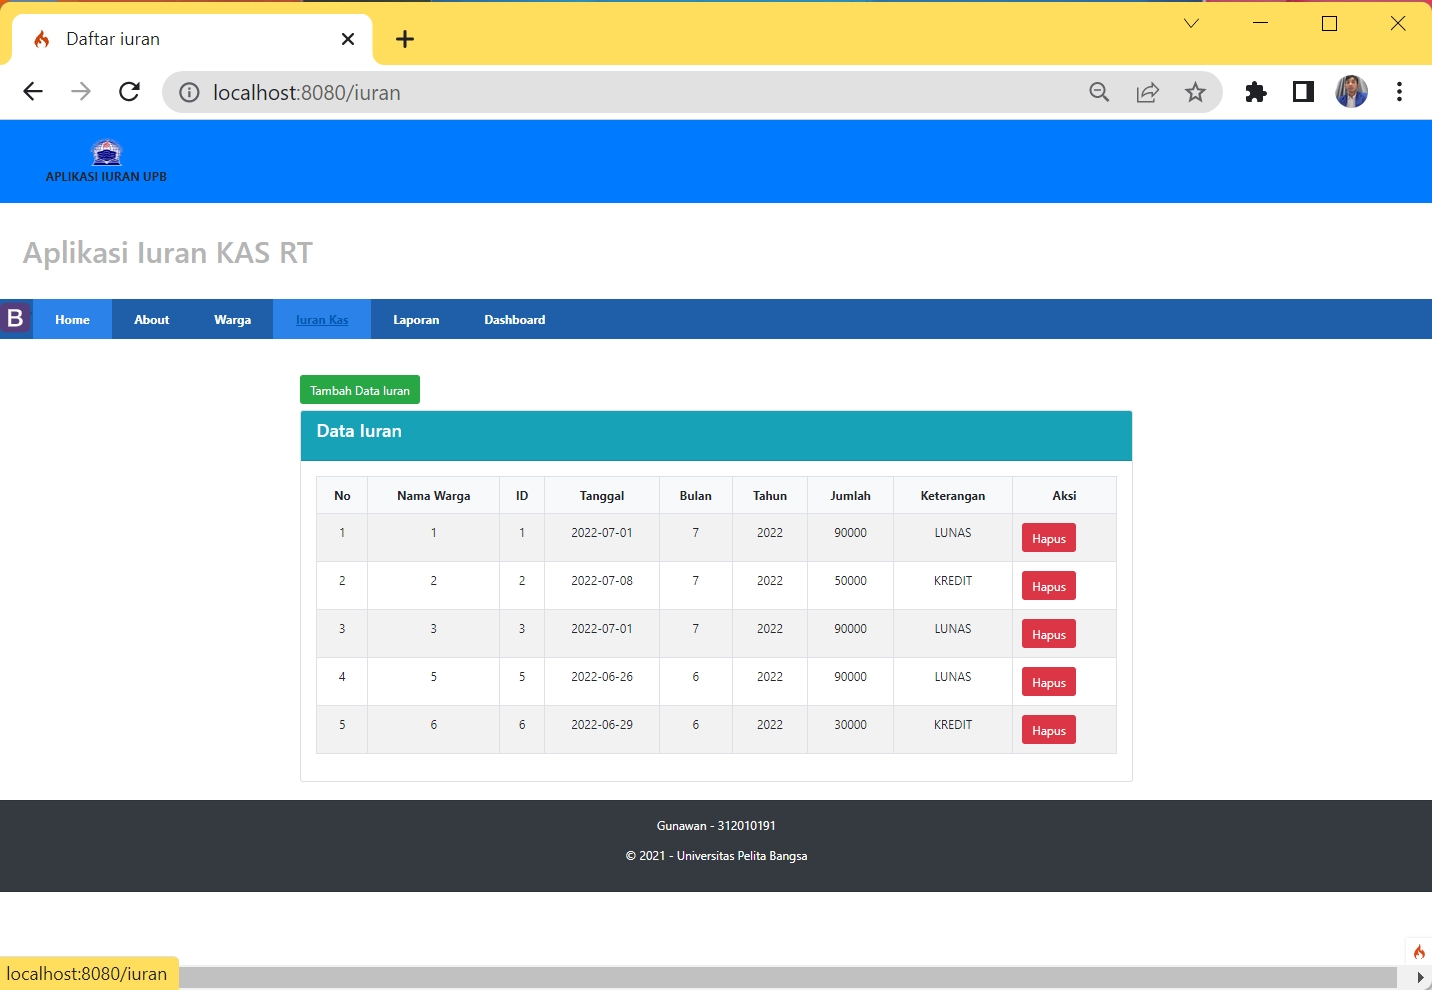 Daftar iuran
localhost:8080/iuran
APLIKASI IURAN UPB
Aplikasi Iuran KAS RT
B Home About Warga Iuran Kas Laporan Dashboard
Tambah Data Iuran
Data Iuran
No Nama Warga ID Tanggal Bulan Tahun Jumlah Keterangan Aksi
1 1 1 2022-07-01 7 2022 90000 LUNAS Hapus
2 2 2 2022-07-08 7 2022 50000 KREDIT Hapus
3 3 3 2022-07-01 7 2022 90000 LUNAS Hapus
4 5 5 2022-06-26 6 2022 90000 LUNAS Hapus
5 6 6 2022-06-29 6 2022 30000 KREDIT Hapus
Gunawan - 312010191
© 2021 - Universitas Pelita Bangsa
localhost:8080/iuran